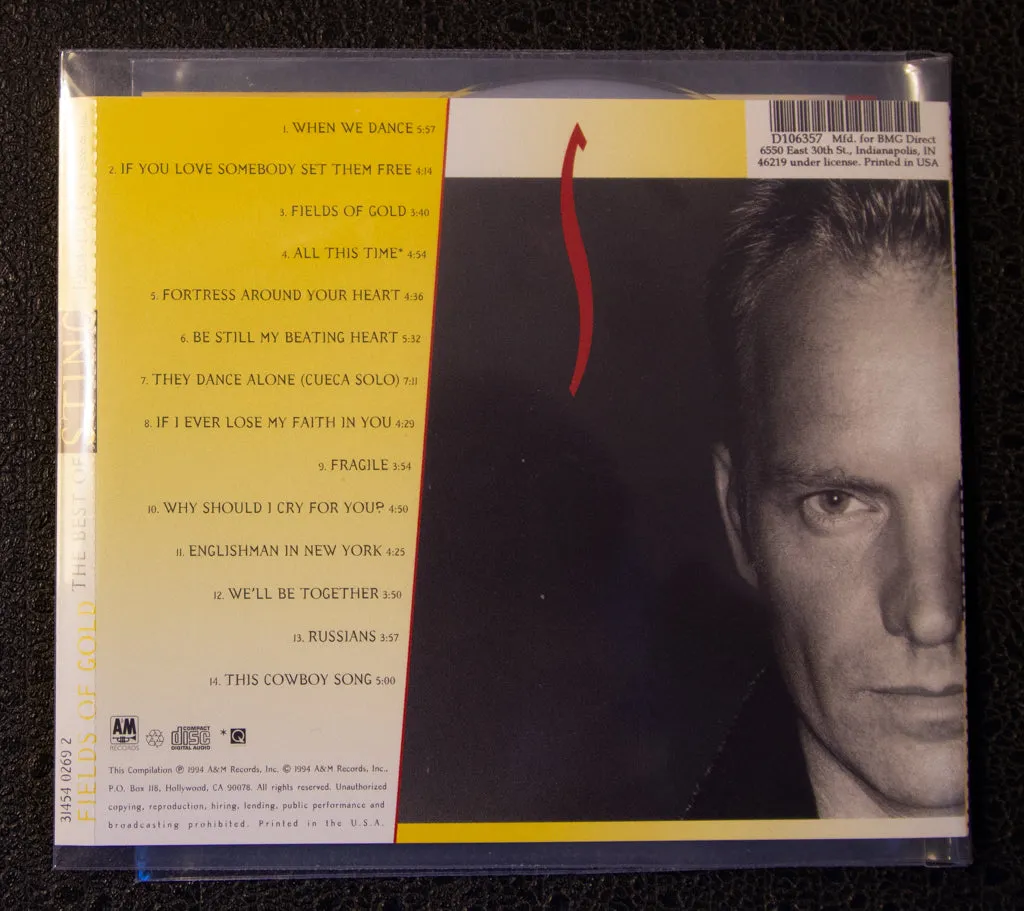 1. WHEN WE DANCE 5:57
2. IF YOU LOVE SOMEBODY SET THEM FREE 4:14
3. FIELDS OF GOLD 3:40
4. ALL THIS TIME* 4:54
5. FORTRESS AROUND YOUR HEART 4:36
6. BE STILL MY BEATING HEART 5:32
7. THEY DANCE ALONE (CUECA SOLO) 7:11
8. IF I EVER LOSE MY FAITH IN YOU 4:29
9. FRAGILE 3:54
10. WHY SHOULD I CRY FOR YOU? 4:50
11. ENGLISHMAN IN NEW YORK 4:25
12. WE'LL BE TOGETHER 3:50
13. RUSSIANS 3:57
14. THIS COWBOY SONG 5:00
AM
RECORDS
COMPACT
disc
DIGITAL AUDIO
* Q
This Compilation ℗ 1994 A&M Records, Inc. © 1994 A&M Records, Inc.,
P.O. Box 118, Hollywood, CA 90078. All rights reserved. Unauthorized
copying, reproduction, hiring, lending, public performance and
broadcasting prohibited. Printed in the U.S.A.
D106357 Mfd. for BMG Direct
6550 East 30th St., Indianapolis, IN
46219 under license. Printed in USA
31454 0269 2
FIELDS OF GOLD THE BEST OF STING